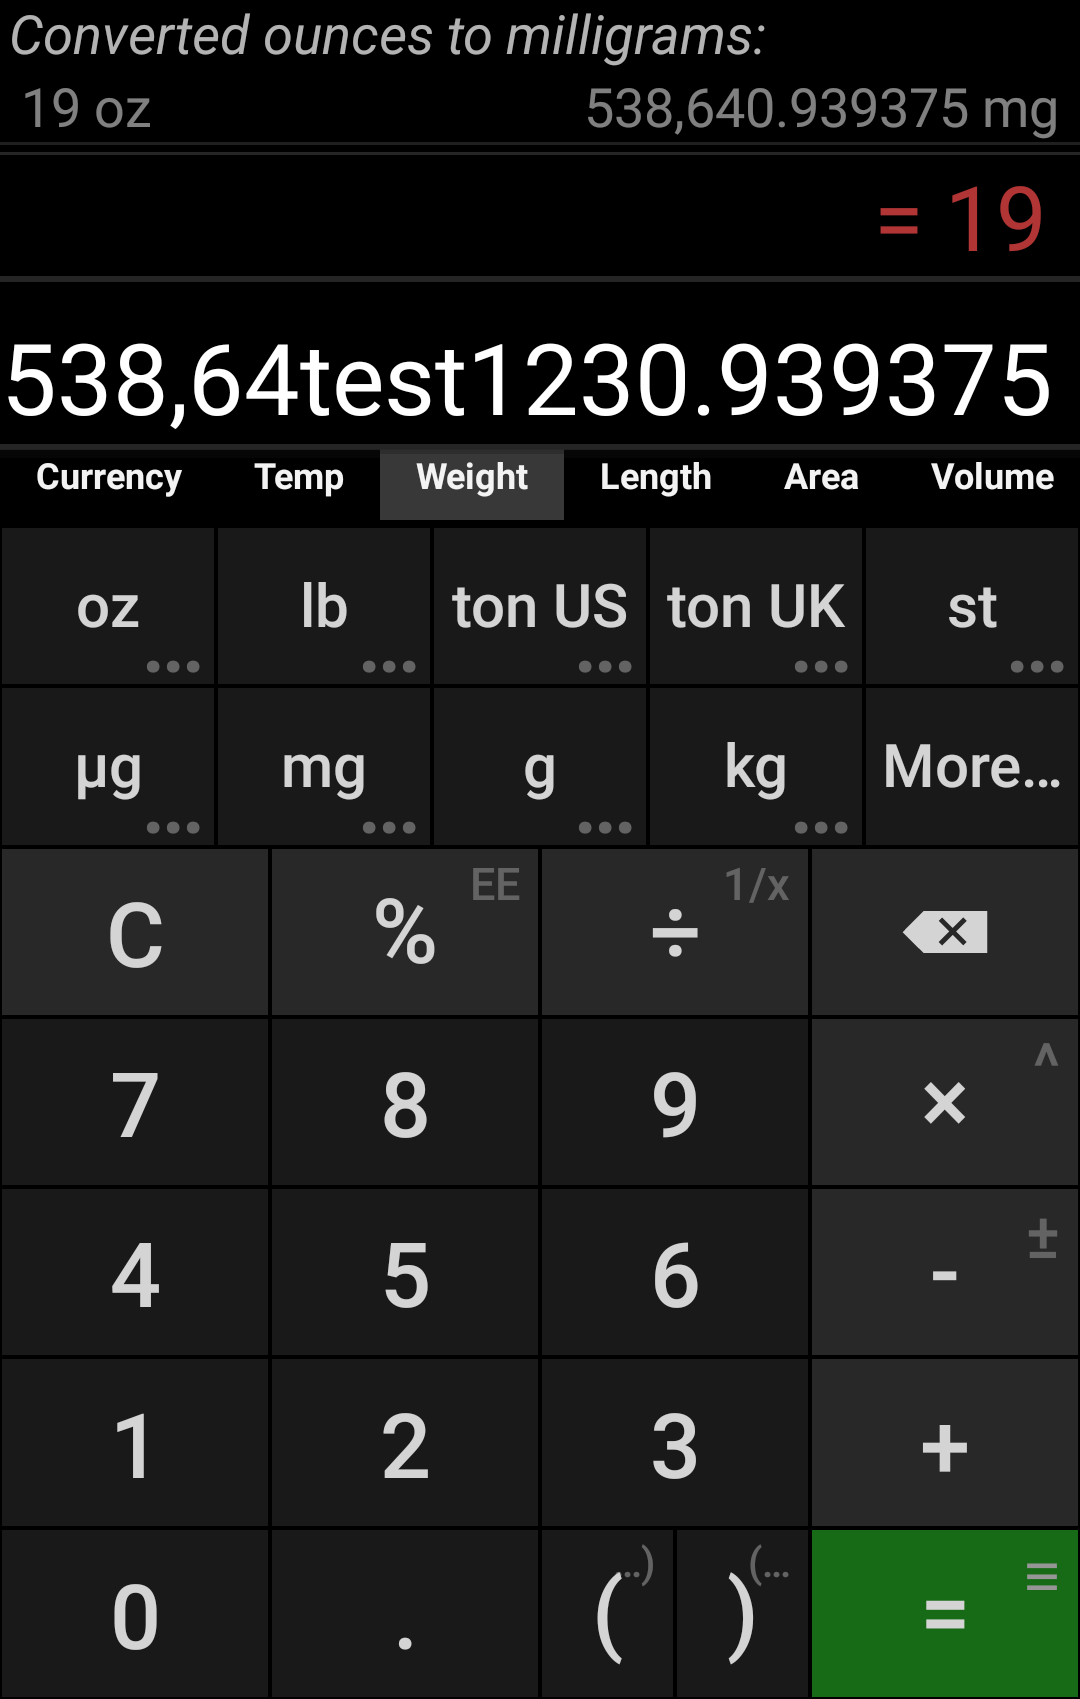 Converted ounces to milligrams:
19 oz 538,640.939375 mg
= 19
538,64test1230.939375
Currency Temp Weight Length Area Volume
oz lb ton US ton UK st
µg mg g kg More...
C % EE ÷ 1/x
7 8 9 × ^
4 5 6 - ±
1 2 3 +
0 . ( ..) ) (... =